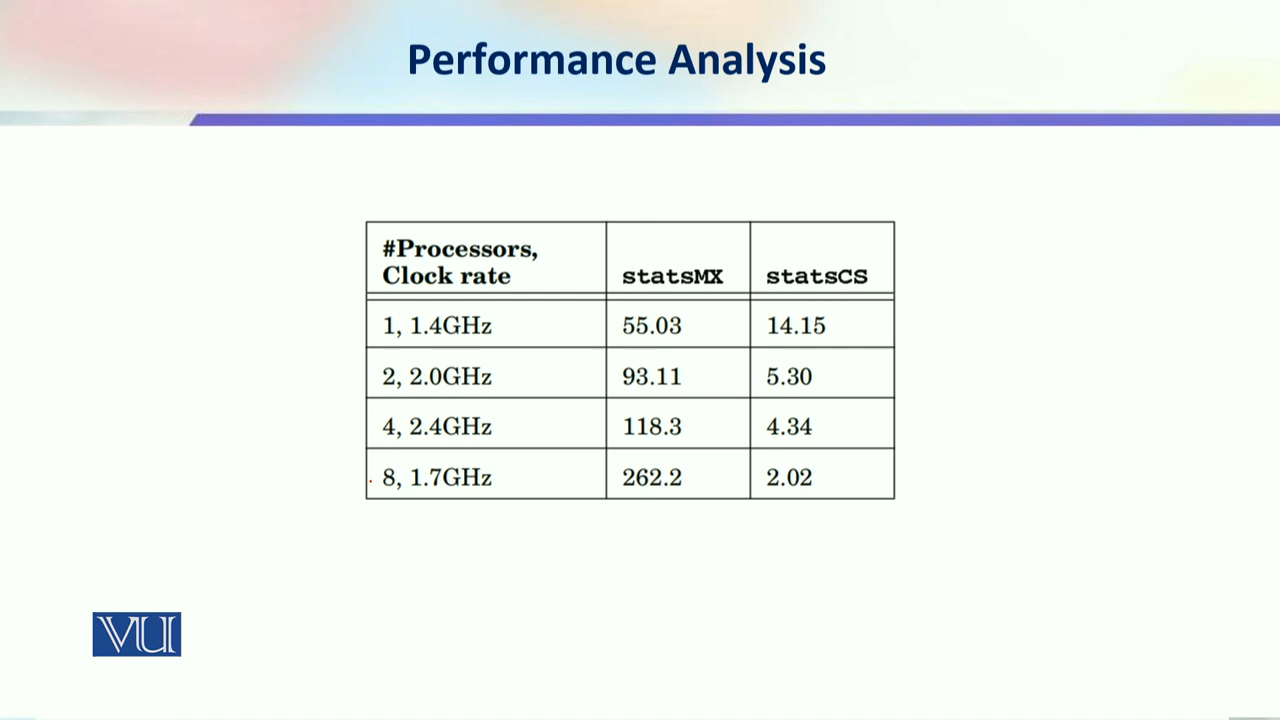 Performance Analysis
#Processors,
Clock rate statsMX statsCS
1, 1.4GHz 55.03 14.15
2, 2.0GHz 93.11 5.30
4, 2.4GHz 118.3 4.34
8, 1.7GHz 262.2 2.02
VU